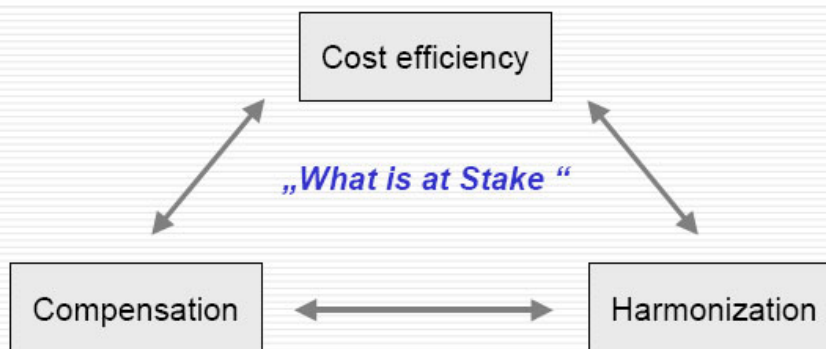 Cost efficiency
„What is at Stake “
Compensation
Harmonization